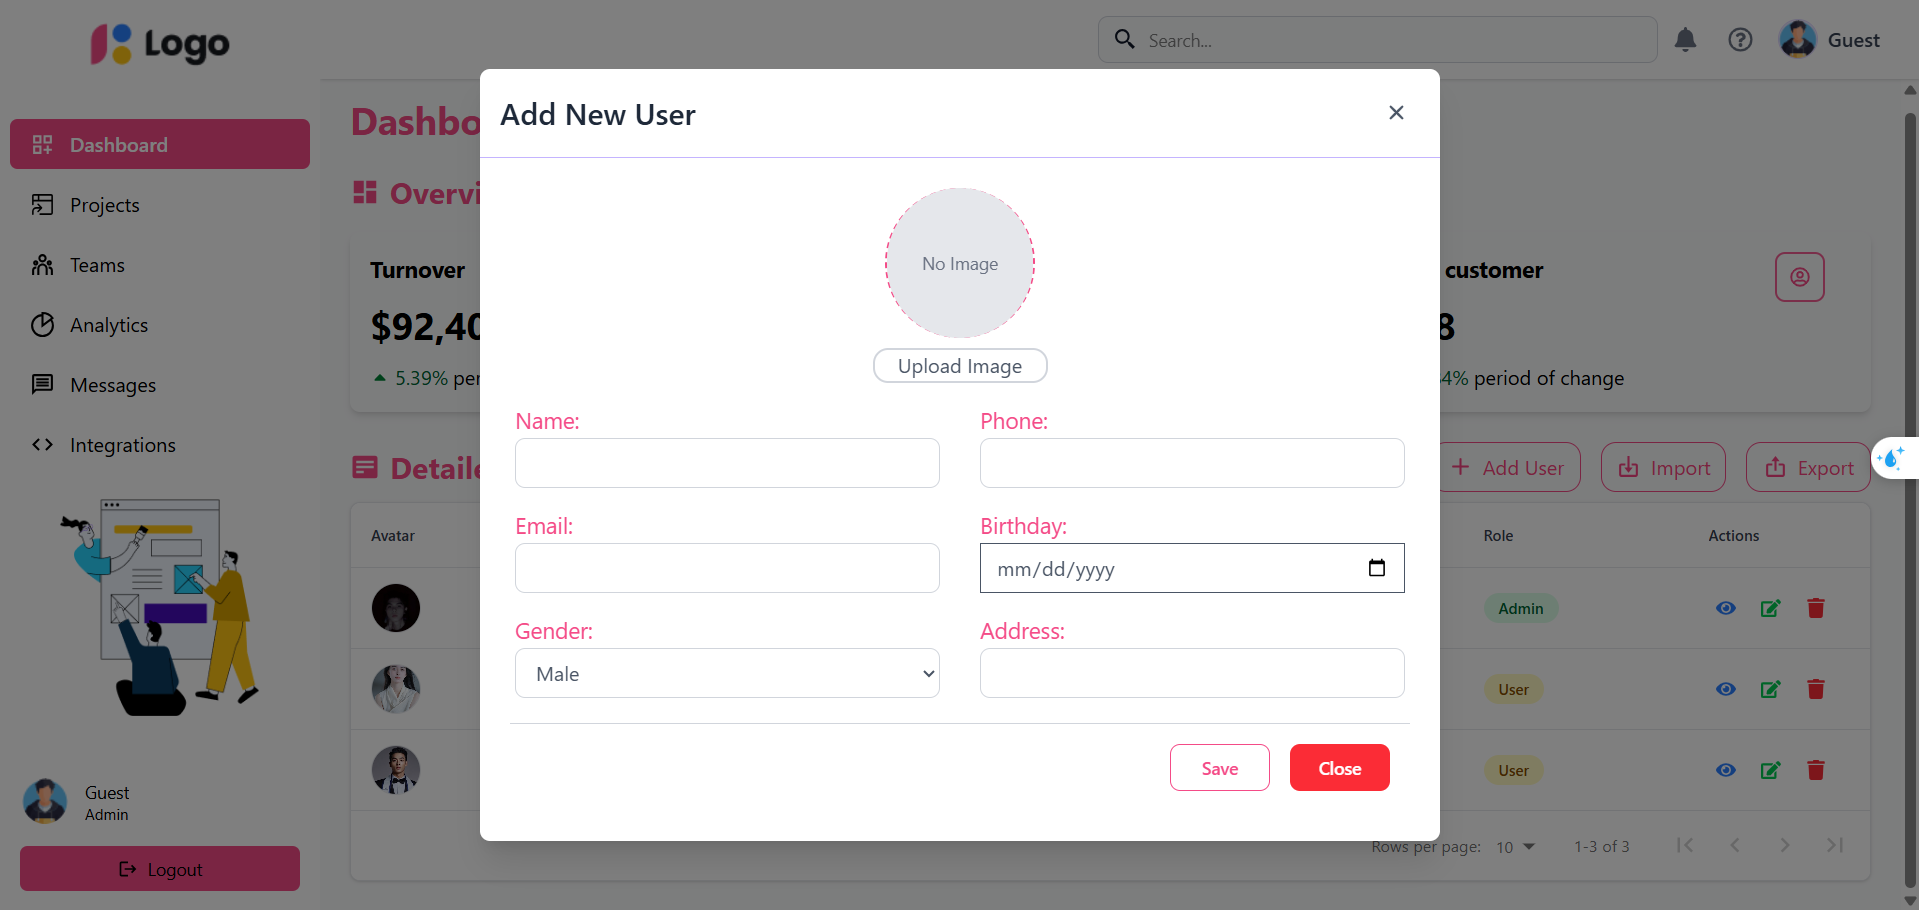 Logo
Search...
Guest
Dashboard
Projects
Teams
Analytics
Messages
Integrations
Guest
Admin
Logout
Dashbo
Overvi
Turnover
$92,40
5.39% per
customer
8
4% period of change
Detaile
Add User
Import
Export
Avatar
Role
Actions
Admin
User
User
Rows per page: 10
1-3 of 3
Add New User
No Image
Upload Image
Name:
Phone:
Email:
Birthday:
mm/dd/yyyy
Gender:
Male
Address:
Save
Close